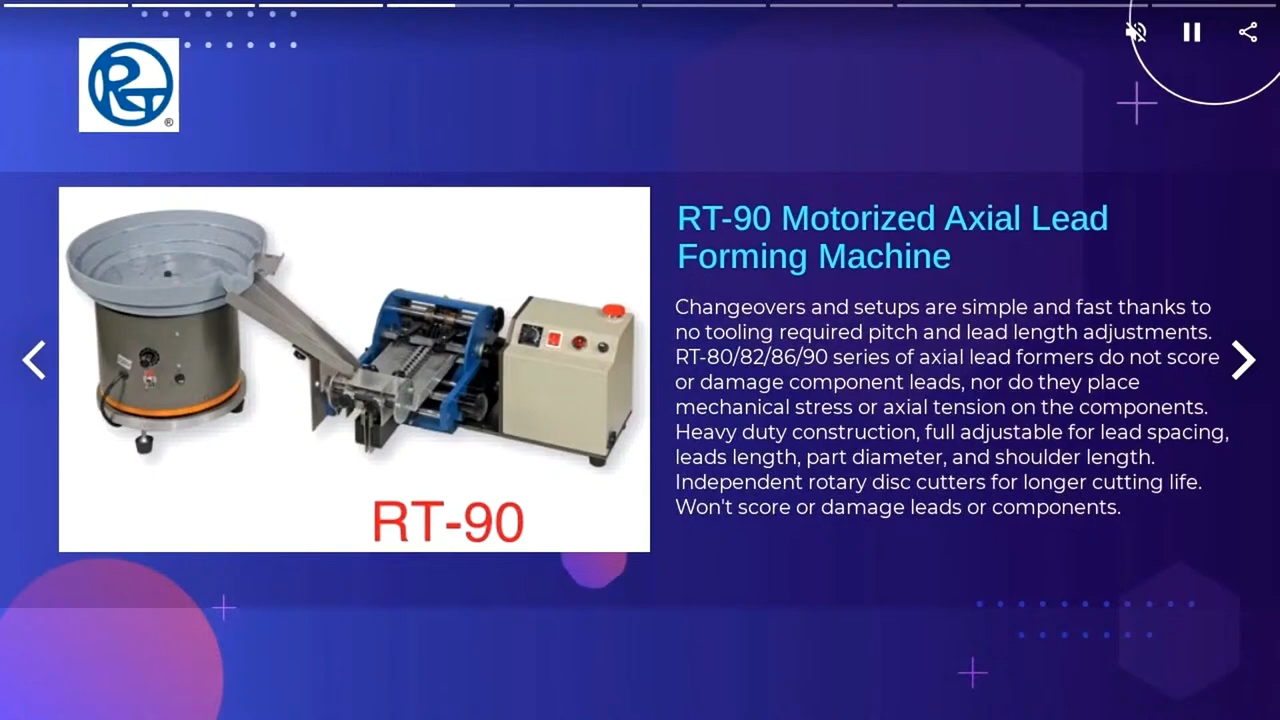 RT®
RT-90
RT-90 Motorized Axial Lead
Forming Machine
Changeovers and setups are simple and fast thanks to
no tooling required pitch and lead length adjustments.
RT-80/82/86/90 series of axial lead formers do not score
or damage component leads, nor do they place
mechanical stress or axial tension on the components.
Heavy duty construction, full adjustable for lead spacing,
leads length, part diameter, and shoulder length.
Independent rotary disc cutters for longer cutting life.
Won't score or damage leads or components.